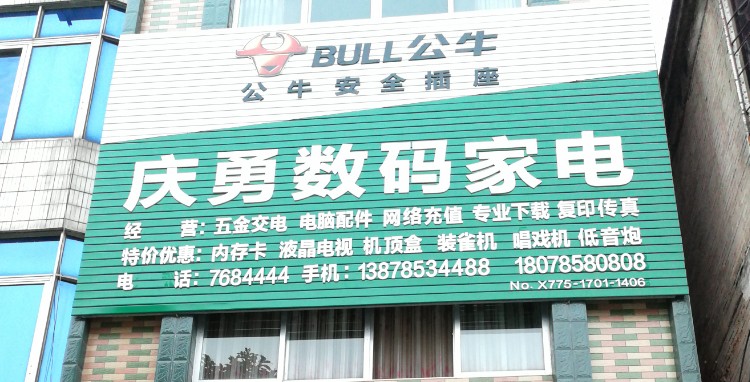 BULL公牛
公牛安全插座
庆勇数码家电
经 营：五金交电 电脑配件 网络充值 专业下载 复印传真
特价优惠：内存卡 液晶电视 机顶盒 装雀机 唱戏机 低音炮
电 话：7684444 手机：13878534488 18078580808
No. X775-1701-1406